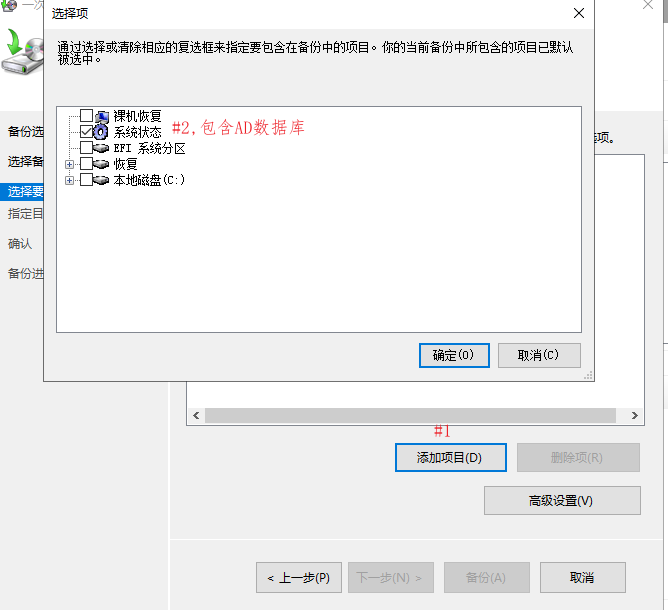 一次
选择项
通过选择或清除相应的复选框来指定要包含在备份中的项目。你的当前备份中所包含的项目已默认
被选中。
裸机恢复
系统状态 #2,包含AD数据库
EFI 系统分区
恢复
本地磁盘(C:)
确定(O)
取消(C)
备份选
选项。
选择备
选择要
指定目
确认
备份进
#1
添加项目(D)
删除项(R)
高级设置(V)
< 上一步(P)
下一步(N) >
备份(A)
取消